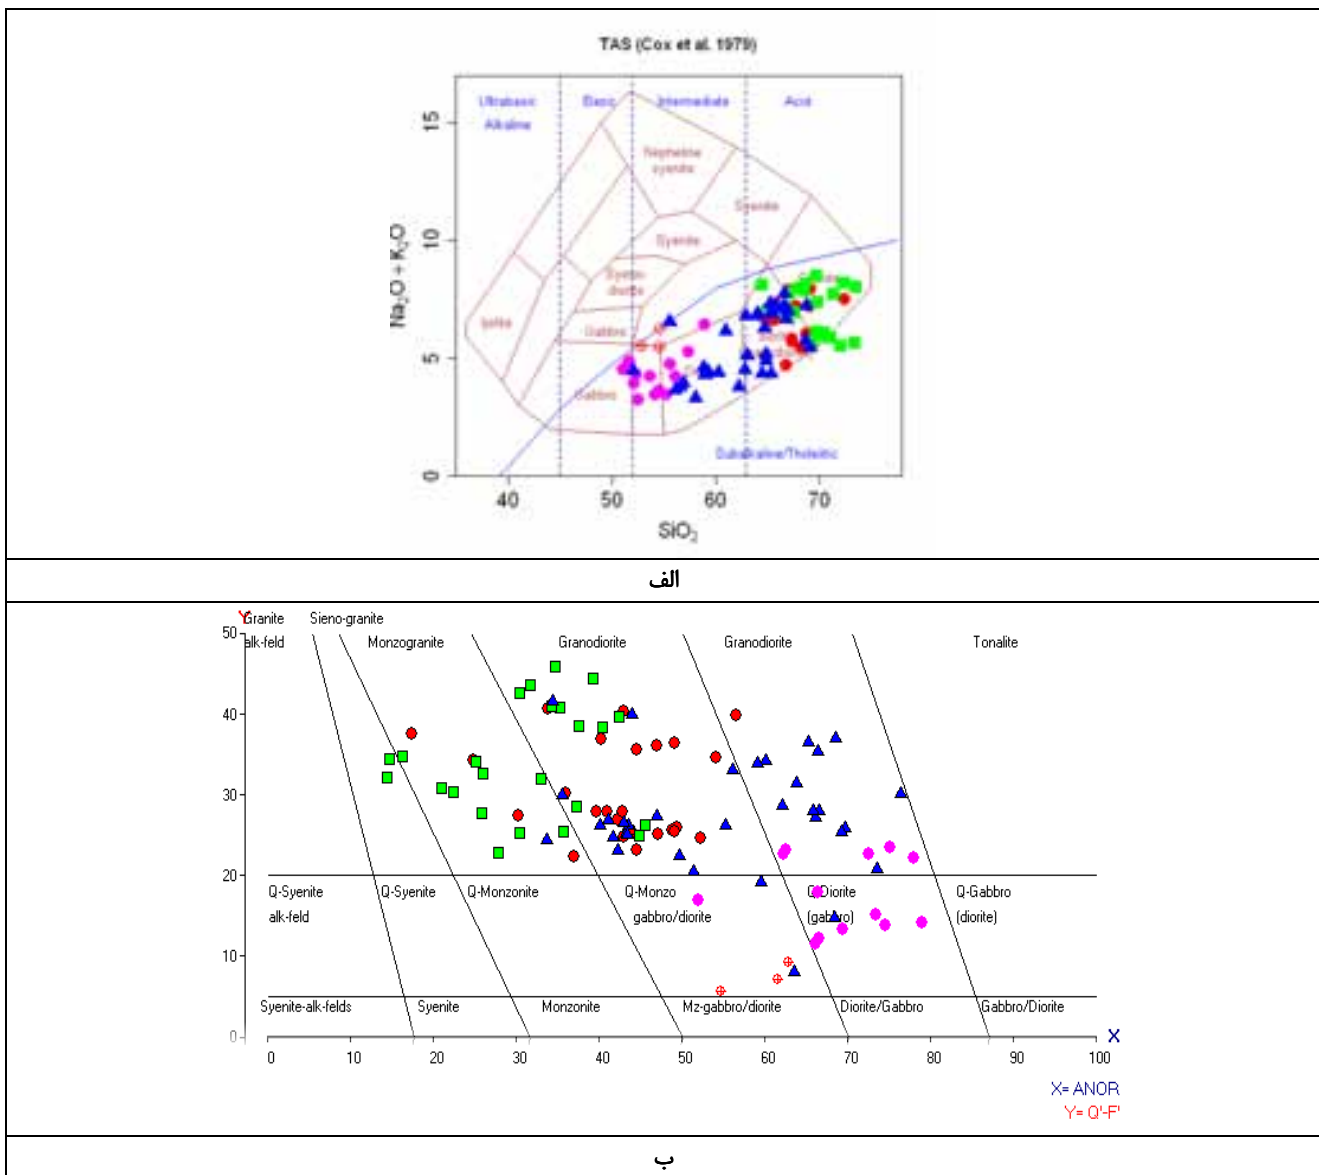 TAS (Cox et al. 1979)
Ultrabasic
Basic
Intermediate
Acid
Alkaline
Nepheline
syenite
Syenite
Syenite
Syeno-
diorite
Ijolite
Gabbro
Gabbro
Subalkaline/Tholeiitic
Na₂O + K₂O
15
10
5
0
40 50 60 70
SiO₂
الف
Y
Granite
alk-feld
Sieno-granite
Monzogranite
Granodiorite
Granodiorite
Tonalite
50
40
30
20
10
0
Q-Syenite
alk-feld
Q-Syenite
Q-Monzonite
Q-Monzo
gabbro/diorite
Q-Diorite
(gabbro)
Q-Gabbro
(diorite)
Syenite-alk-felds
Syenite
Monzonite
Mz-gabbro/diorite
Diorite/Gabbro
Gabbro/Diorite
0 10 20 30 40 50 60 70 80 90 100
X
X= ANOR
Y= Q'-F'
ب